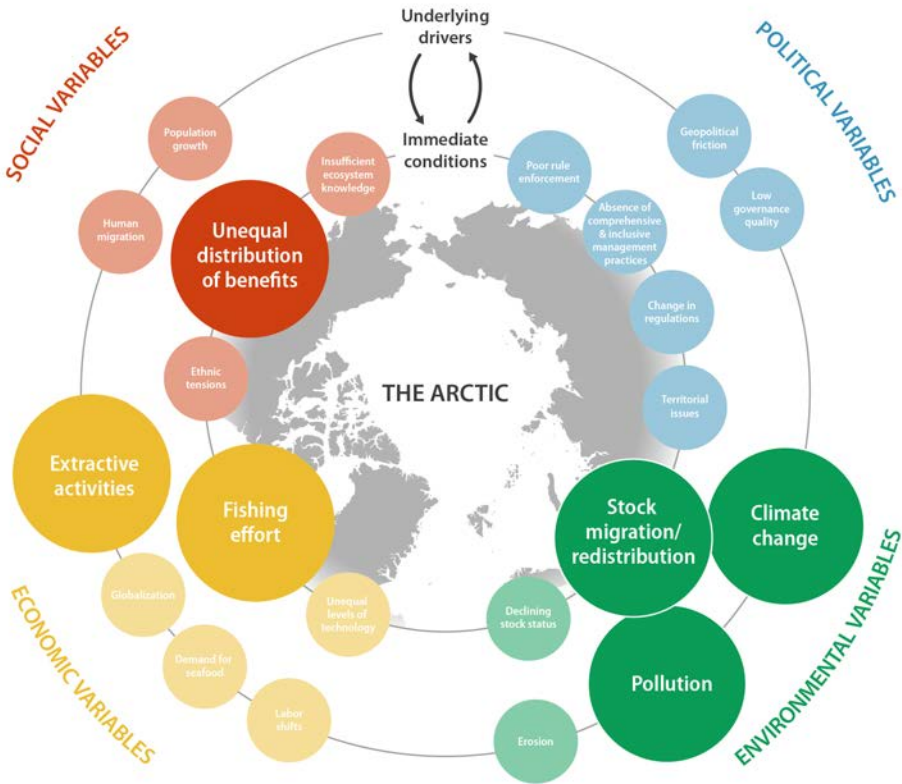 Underlying
drivers
Immediate
conditions
SOCIAL VARIABLES
POLITICAL VARIABLES
Population
growth
Human
migration
Insufficient
ecosystem
knowledge
Unequal
distribution
of benefits
Ethnic
tensions
Poor rule
enforcement
Absence of
comprehensive
& inclusive
management
practices
Geopolitical
friction
Low
governance
quality
Change in
regulations
Territorial
issues
THE ARCTIC
Extractive
activities
Fishing
effort
Globalization
Demand for
seafood
Labor
shifts
Unequal
levels of
technology
ECONOMIC VARIABLES
Stock
migration/
redistribution
Climate
change
Declining
stock status
Pollution
Erosion
ENVIRONMENTAL VARIABLES